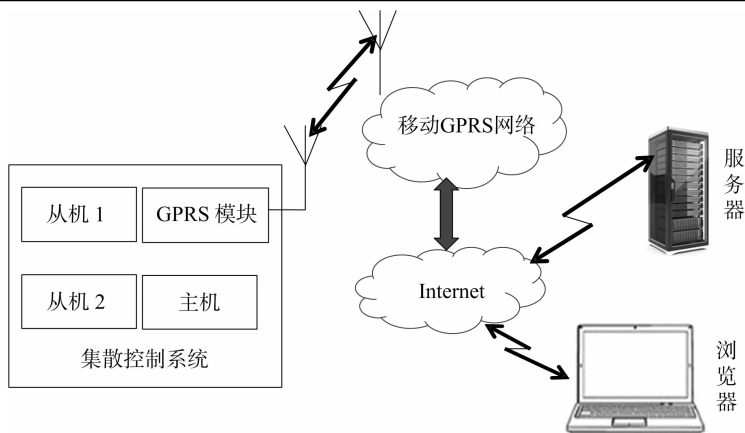 移动GPRS网络
从机 1
GPRS 模块
服务器
从机 2
主机
Internet
集散控制系统
浏览器